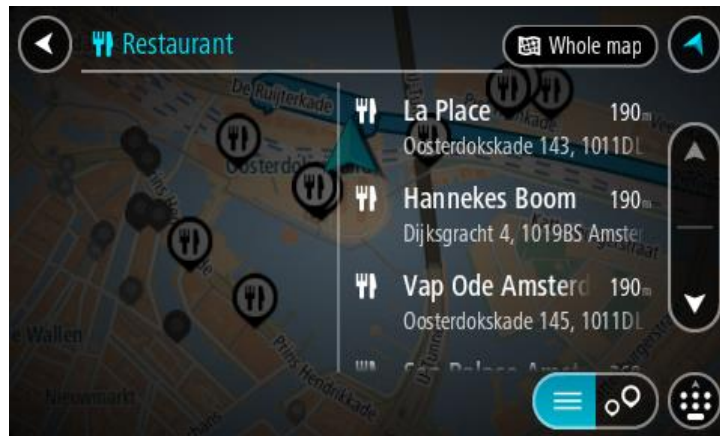 Restaurant
Whole map
De Ruijterkade
La Place 190m
Oosterdokskade 143, 1011DL
Hannekes Boom 190m
Dijksgracht 4, 1019BS Amster
Vap Ode Amsterd 190m
Oosterdokskade 145, 1011DL
Wallen
Nieuwmarkt
Prins Hendrikkade